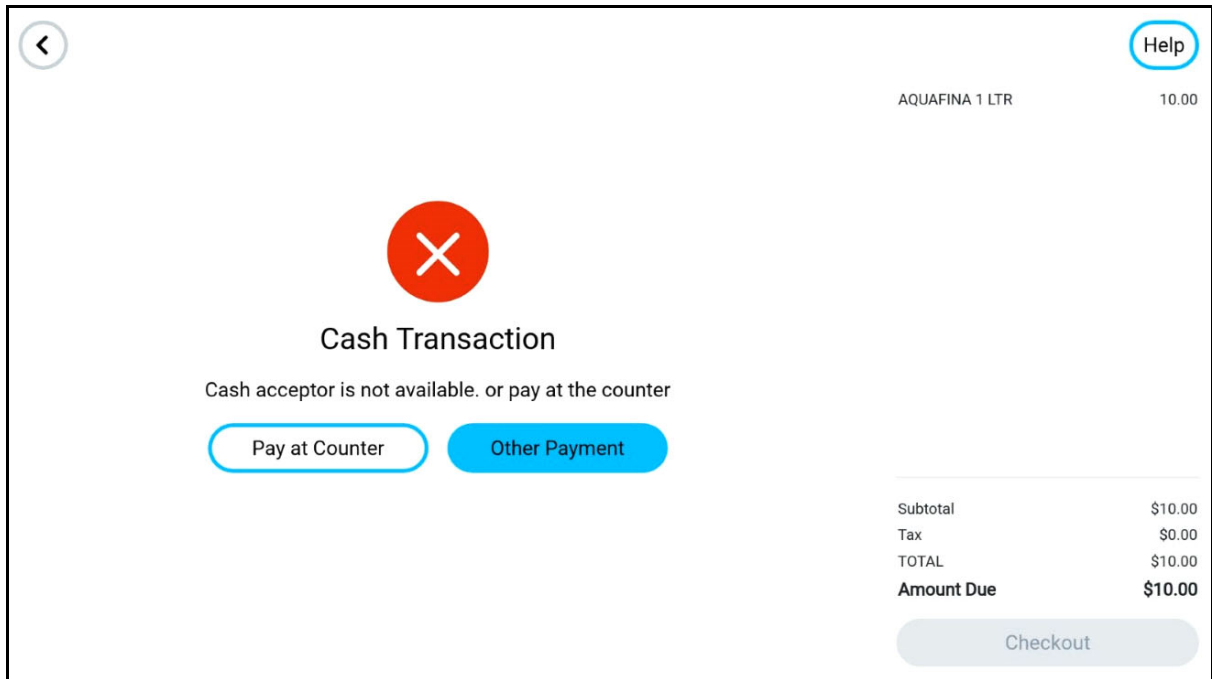 Help
AQUAFINA 1 LTR 10.00
Cash Transaction
Cash acceptor is not available. or pay at the counter
Pay at Counter Other Payment
Subtotal $10.00
Tax $0.00
TOTAL $10.00
Amount Due $10.00
Checkout